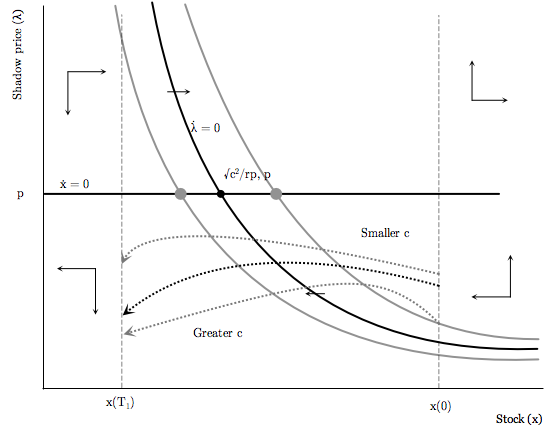 Shadow price (λ)
λ̇ = 0
√c²/rp, p
ẋ = 0
p
Smaller c
Greater c
x(T₁)
x(0)
Stock (x)